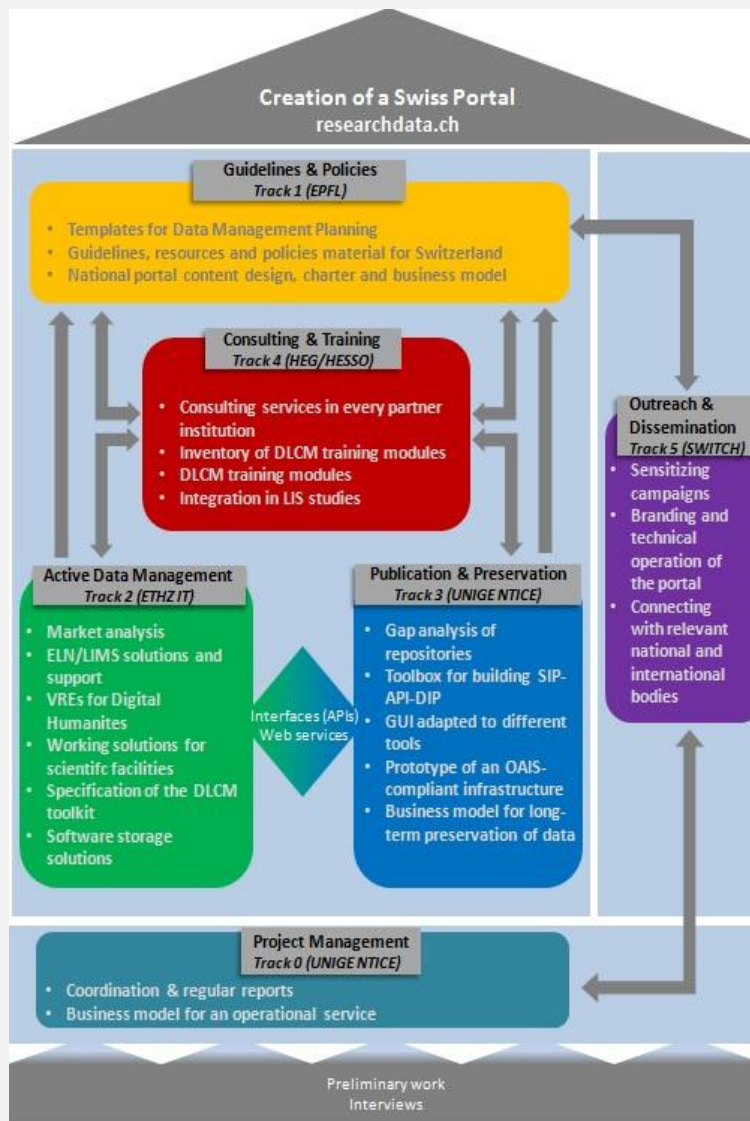 Creation of a Swiss Portal
researchdata.ch
Guidelines & Policies
Track 1 (EPFL)
• Templates for Data Management Planning
• Guidelines, resources and policies material for Switzerland
• National portal content design, charter and business model
Consulting & Training
Track 4 (HEG/HESSO)
• Consulting services in every partner
institution
• Inventory of DLCM training modules
• DLCM training modules
• Integration in LIS studies
Outreach &
Dissemination
Track 5 (SWITCH)
• Sensitizing
campaigns
• Branding and
technical
operation of
the portal
• Connecting
with relevant
national and
international
bodies
Active Data Management
Track 2 (ETHZ IT)
• Market analysis
• ELN/LIMS solutions and
support
• VREs for Digital
Humanites
• Working solutions for
scientifc facilities
• Specification of the DLCM
toolkit
• Software storage
solutions
Interfaces (APIs)
Web services
Publication & Preservation
Track 3 (UNIGE NTICE)
• Gap analysis of
repositories
• Toolbox for building SIP-
API-DIP
• GUI adapted to different
tools
• Prototype of an OAIS-
compliant infrastructure
• Business model for long-
term preservation of data
Project Management
Track 0 (UNIGE NTICE)
• Coordination & regular reports
• Business model for an operational service
Preliminary work
Interviews